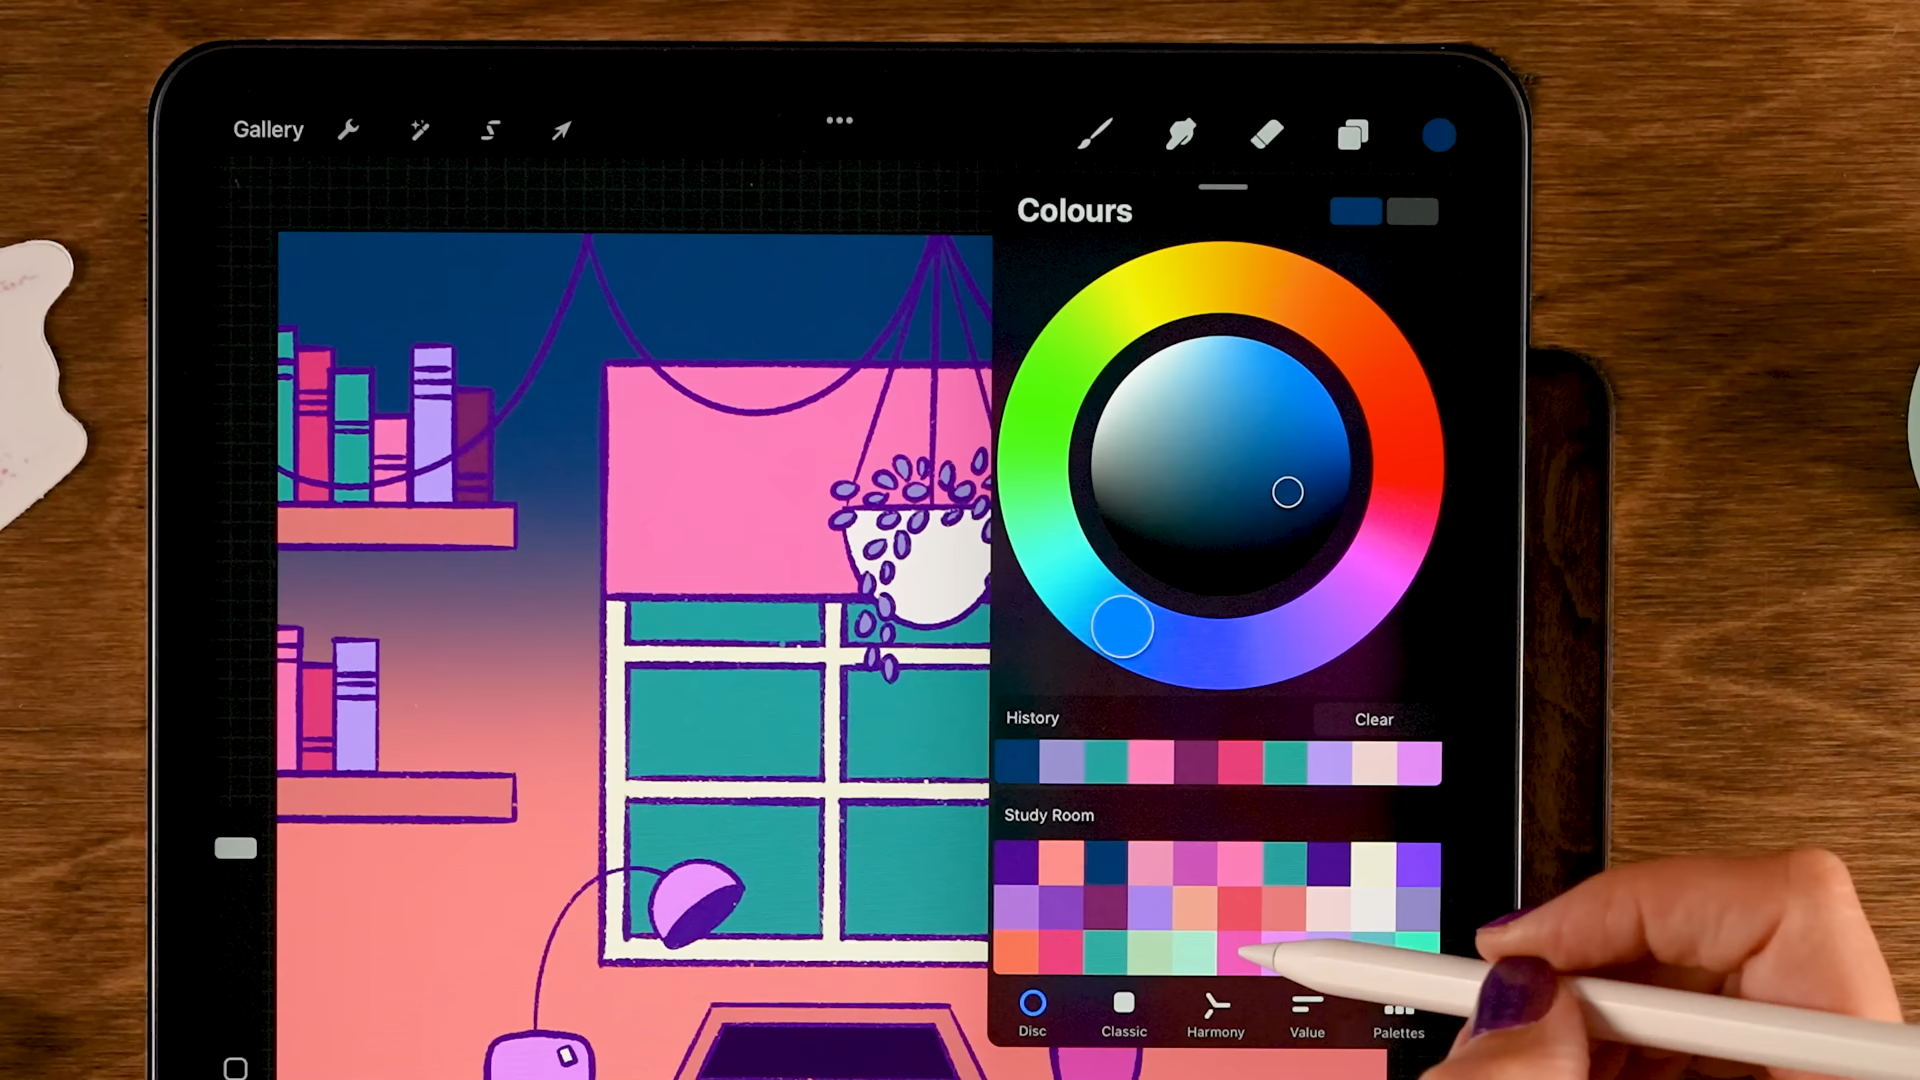 Gallery
Colours
History
Clear
Study Room
Disc
Classic
Harmony
Value
Palettes